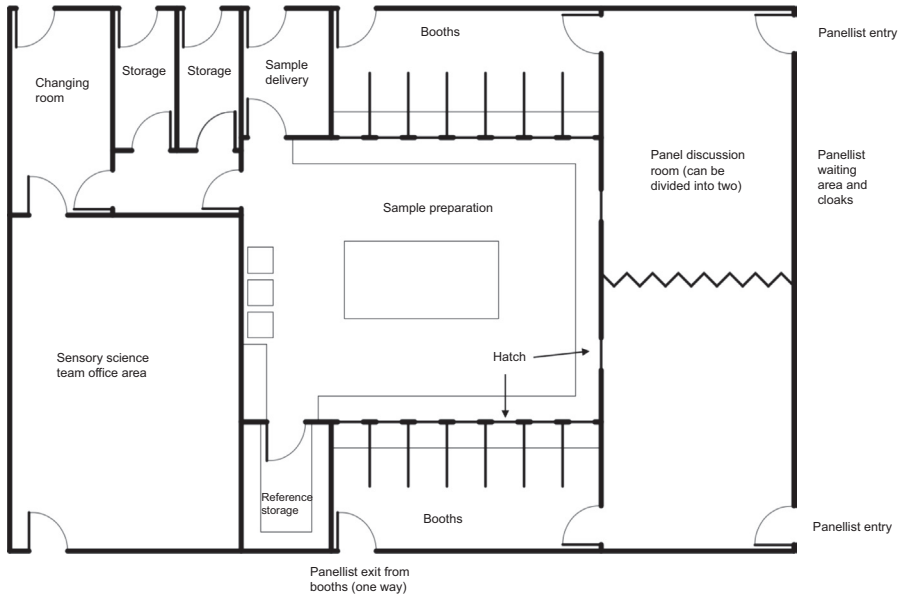 Booths
Panellist entry
Changing
room
Storage
Storage
Sample
delivery
Panel discussion
room (can be
divided into two)
Panellist
waiting
area and
cloaks
Sample preparation
Sensory science
team office area
Hatch
Reference
storage
Booths
Panellist entry
Panellist exit from
booths (one way)